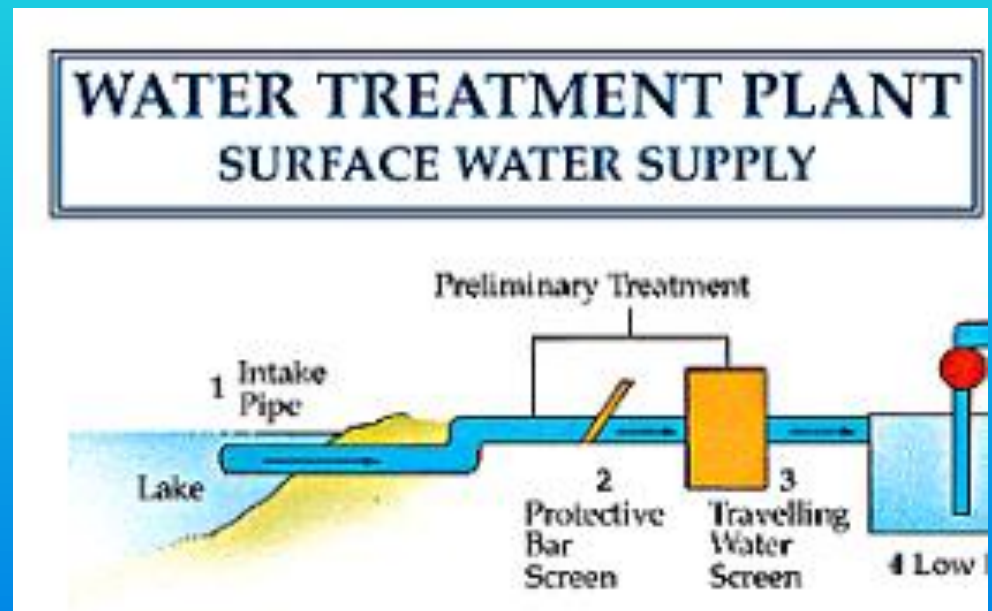 WATER TREATMENT PLANT
SURFACE WATER SUPPLY
Preliminary Treatment
1 Intake
Pipe
Lake
2
Protective
Bar
Screen
3
Travelling
Water
Screen
4 Low